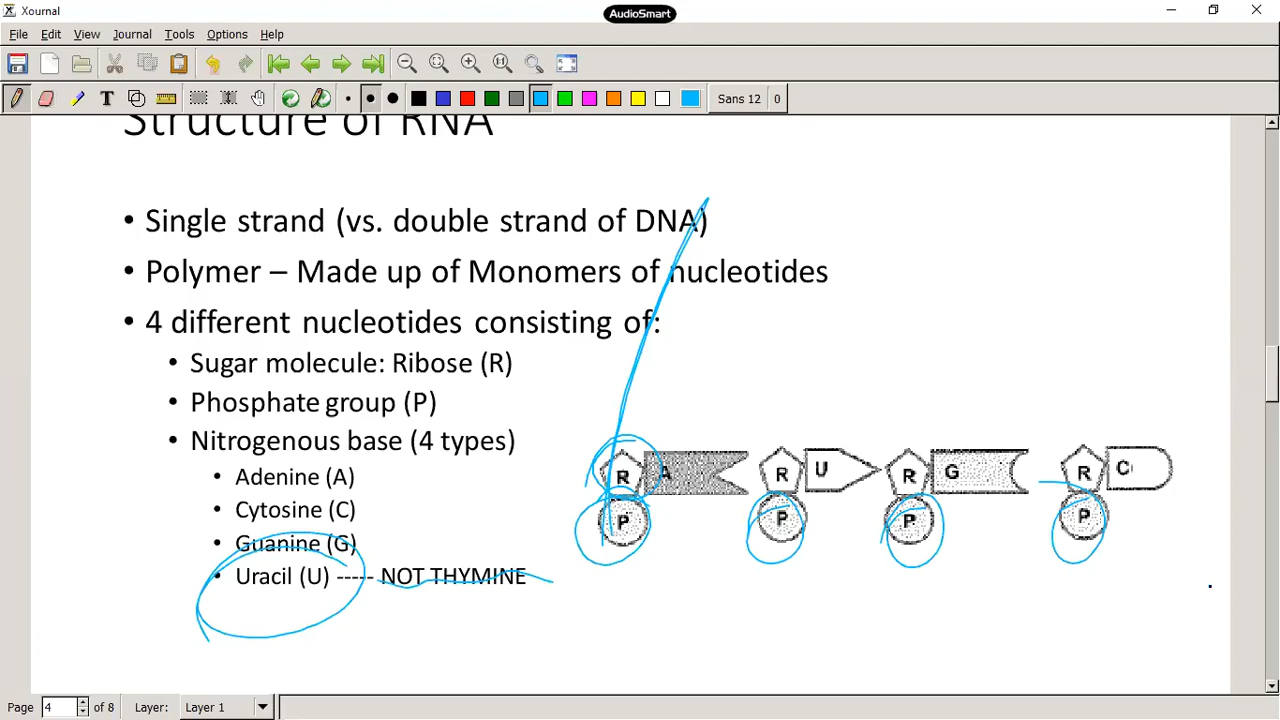 Xournal
AudioSmart
File Edit View Journal Tools Options Help
Sans 12 0
Structure of RNA
• Single strand (vs. double strand of DNA)
• Polymer – Made up of Monomers of nucleotides
• 4 different nucleotides consisting of:
• Sugar molecule: Ribose (R)
• Phosphate group (P)
• Nitrogenous base (4 types)
• Adenine (A)
• Cytosine (C)
• Guanine (G)
• Uracil (U) ----- NOT THYMINE
R A R U R G R C
P P P P
Page 4 of 8 Layer: Layer 1